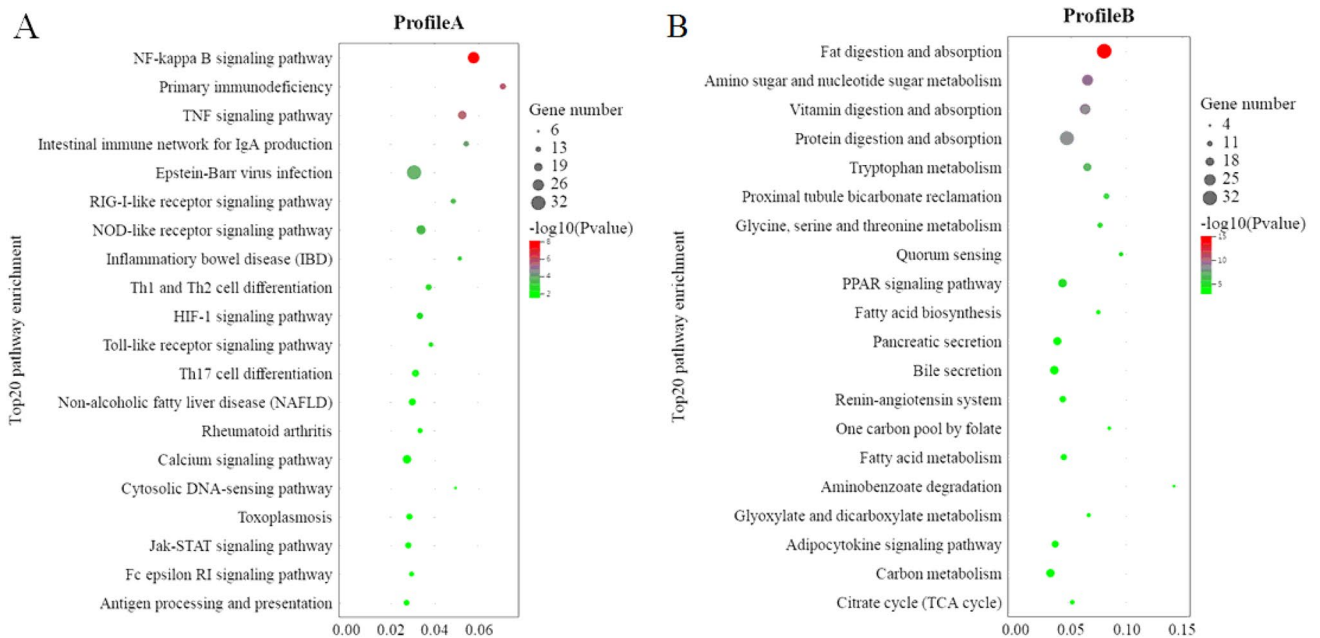 A
ProfileA
NF-kappa B signaling pathway
Primary immunodeficiency
TNF signaling pathway
Intestinal immune network for IgA production
Epstein-Barr virus infection
RIG-I-like receptor signaling pathway
NOD-like receptor signaling pathway
Inflammatiory bowel disease (IBD)
Th1 and Th2 cell differentiation
HIF-1 signaling pathway
Toll-like receptor signaling pathway
Th17 cell differentiation
Non-alcoholic fatty liver disease (NAFLD)
Rheumatoid arthritis
Calcium signaling pathway
Cytosolic DNA-sensing pathway
Toxoplasmosis
Jak-STAT signaling pathway
Fc epsilon RI signaling pathway
Antigen processing and presentation
Top20 pathway enrichment
0.00 0.02 0.04 0.06
Gene number
6
13
19
26
32
-log10(Pvalue)
8
6
4
2
B
ProfileB
Fat digestion and absorption
Amino sugar and nucleotide sugar metabolism
Vitamin digestion and absorption
Protein digestion and absorption
Tryptophan metabolism
Proximal tubule bicarbonate reclamation
Glycine, serine and threonine metabolism
Quorum sensing
PPAR signaling pathway
Fatty acid biosynthesis
Pancreatic secretion
Bile secretion
Renin-angiotensin system
One carbon pool by folate
Fatty acid metabolism
Aminobenzoate degradation
Glyoxylate and dicarboxylate metabolism
Adipocytokine signaling pathway
Carbon metabolism
Citrate cycle (TCA cycle)
Top20 pathway enrichment
0.00 0.05 0.10 0.15
Gene number
4
11
18
25
32
-log10(Pvalue)
15
10
5